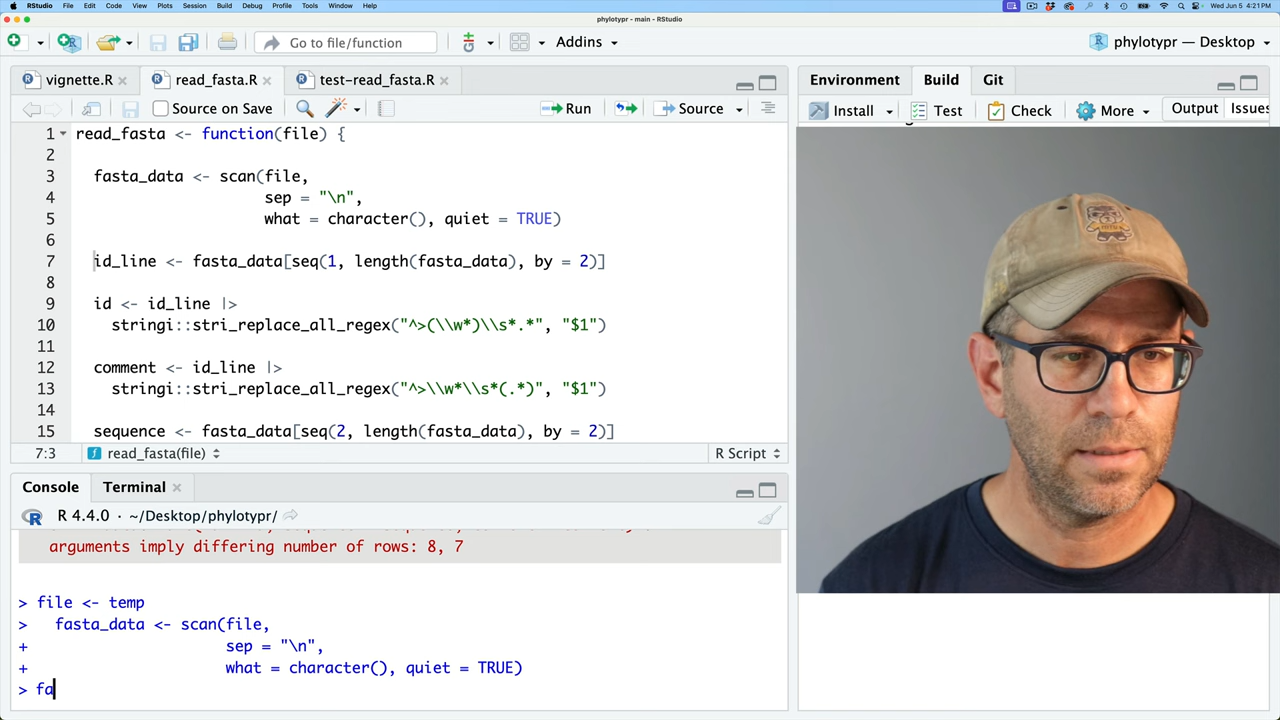 RStudio File Edit Code View Plots Session Build Debug Profile Tools Window Help Wed Jun 5 4:21 PM
phylotypr - main - RStudio
Go to file/function Addins phylotypr — Desktop
vignette.R read_fasta.R test-read_fasta.R Environment Build Git
Source on Save Run Source Install Test Check More Output Issues
1 read_fasta <- function(file) {
2
3 fasta_data <- scan(file,
4 sep = "\n",
5 what = character(), quiet = TRUE)
6
7 id_line <- fasta_data[seq(1, length(fasta_data), by = 2)]
8
9 id <- id_line |>
10 stringi::stri_replace_all_regex("^>(\\w*)\\s*.*", "$1")
11
12 comment <- id_line |>
13 stringi::stri_replace_all_regex("^>\\w*\\s*(.*)", "$1")
14
15 sequence <- fasta_data[seq(2, length(fasta_data), by = 2)]
7:3 read_fasta(file) R Script
Console Terminal
R 4.4.0 · ~/Desktop/phylotypr/
arguments imply differing number of rows: 8, 7
> file <- temp
> fasta_data <- scan(file,
+ sep = "\n",
+ what = character(), quiet = TRUE)
> fa